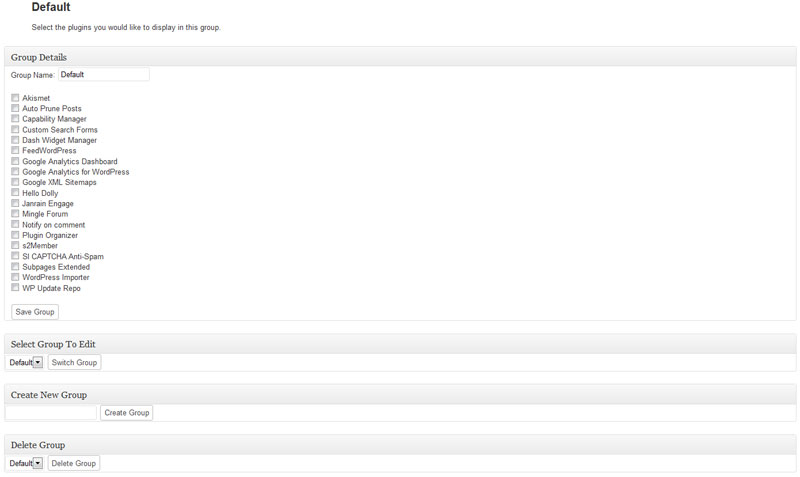 Default
Select the plugins you would like to display in this group.
Group Details
Group Name: Default
Akismet
Auto Prune Posts
Capability Manager
Custom Search Forms
Dash Widget Manager
FeedWordPress
Google Analytics Dashboard
Google Analytics for WordPress
Google XML Sitemaps
Hello Dolly
Janrain Engage
Mingle Forum
Notify on comment
Plugin Organizer
s2Member
SI CAPTCHA Anti-Spam
Subpages Extended
WordPress Importer
WP Update Repo
Save Group
Select Group To Edit
Default Switch Group
Create New Group
Create Group
Delete Group
Default Delete Group